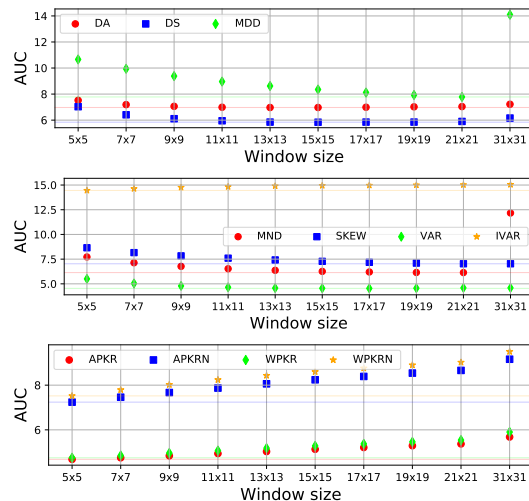 DA DS MDD
14
12
10
8
6
AUC
5x5 7x7 9x9 11x11 13x13 15x15 17x17 19x19 21x21 31x31
Window size
15.0
12.5
10.0
7.5
5.0
AUC
MND SKEW VAR IVAR
5x5 7x7 9x9 11x11 13x13 15x15 17x17 19x19 21x21 31x31
Window size
APKR APKRN WPKR WPKRN
8
6
AUC
5x5 7x7 9x9 11x11 13x13 15x15 17x17 19x19 21x21 31x31
Window size